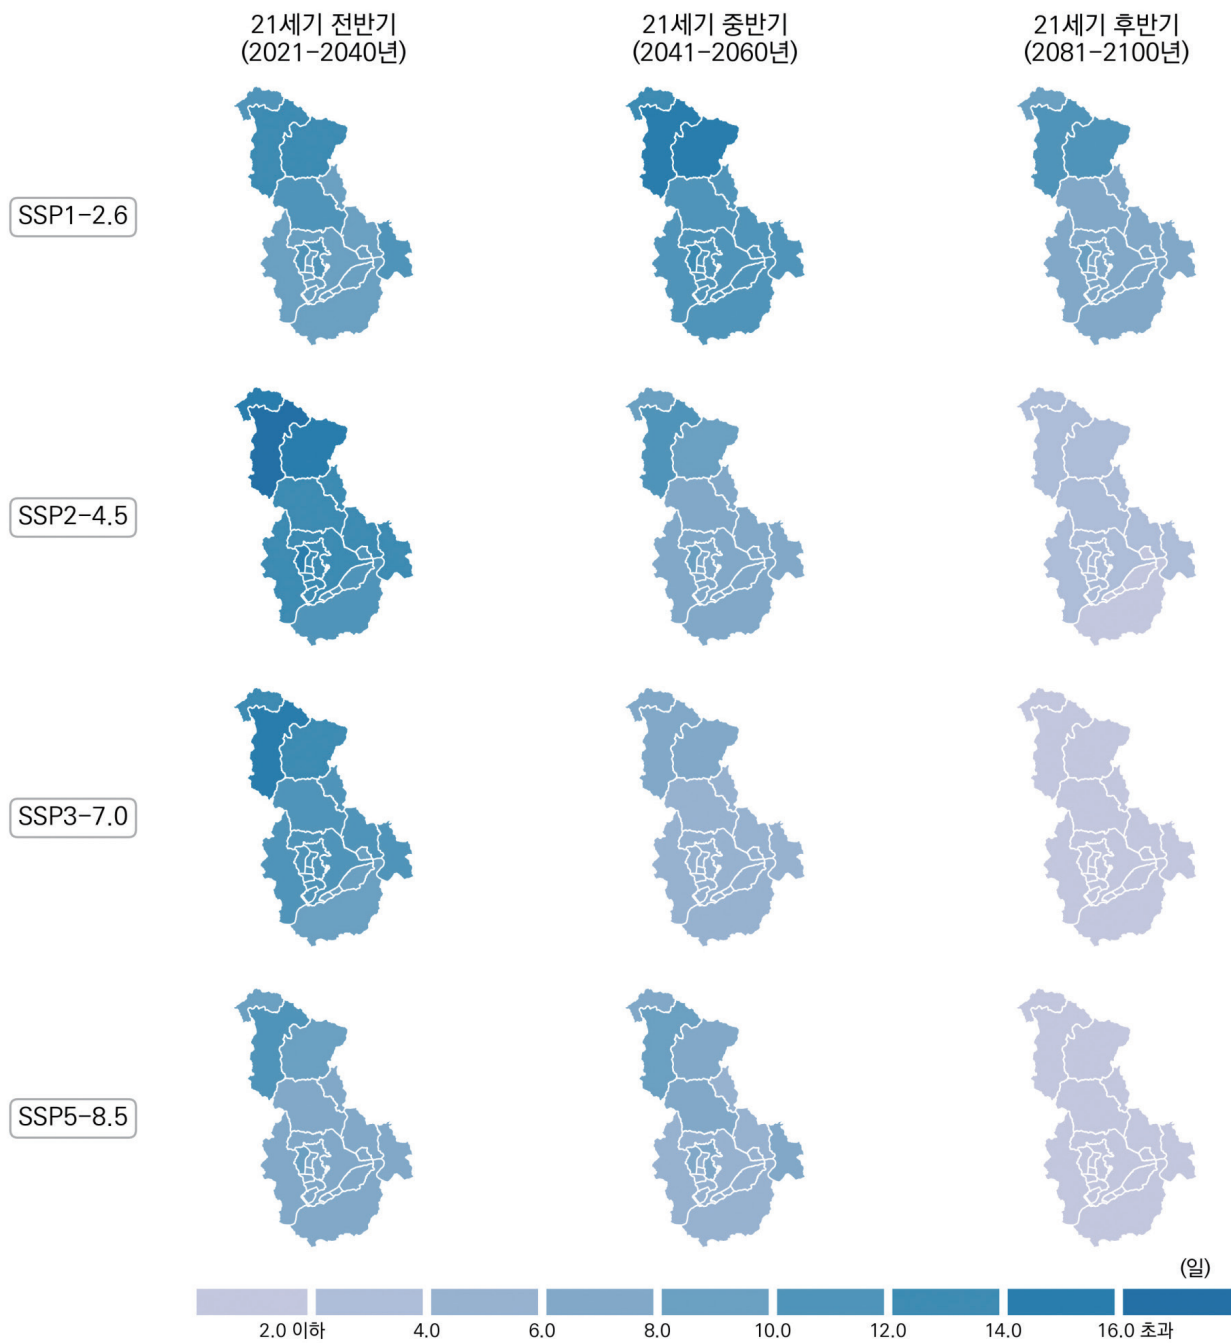 21세기 전반기
(2021-2040년)
21세기 중반기
(2041-2060년)
21세기 후반기
(2081-2100년)
SSP1-2.6
SSP2-4.5
SSP3-7.0
SSP5-8.5
(일)
2.0 이하 4.0 6.0 8.0 10.0 12.0 14.0 16.0 초과